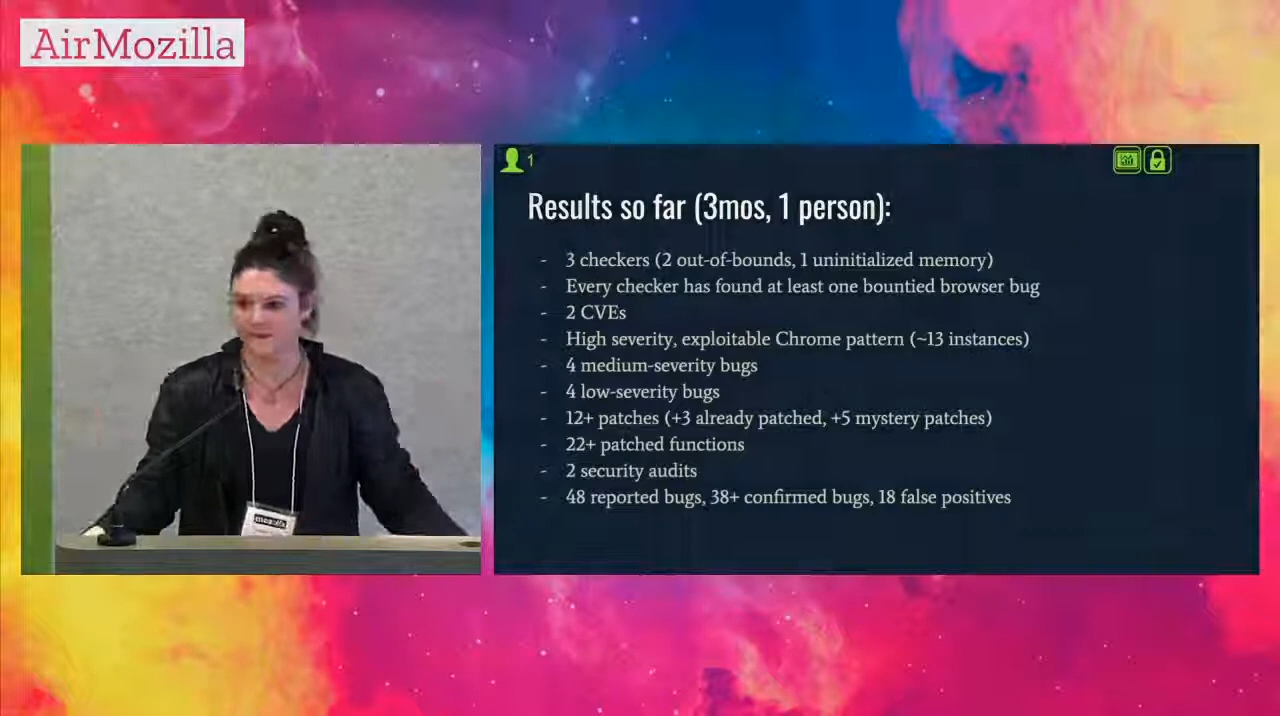 AirMozilla
1
Results so far (3mos, 1 person):
- 3 checkers (2 out-of-bounds, 1 uninitialized memory)
- Every checker has found at least one bountied browser bug
- 2 CVEs
- High severity, exploitable Chrome pattern (~13 instances)
- 4 medium-severity bugs
- 4 low-severity bugs
- 12+ patches (+3 already patched, +5 mystery patches)
- 22+ patched functions
- 2 security audits
- 48 reported bugs, 38+ confirmed bugs, 18 false positives
mozilla